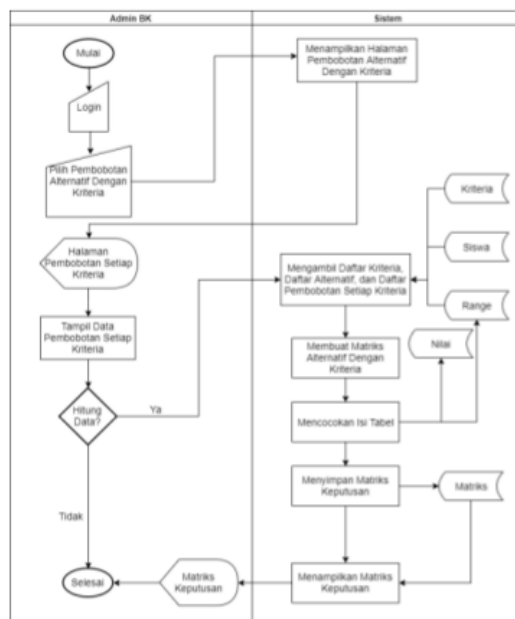 Admin BK
Sistem
Mulai
Login
Pilih Pembobotan
Alternatif Dengan
Kriteria
Menampilkan Halaman
Pembobotan Alternatif
Dengan Kriteria
Halaman
Pembobotan Setiap
Kriteria
Tampil Data
Pembobotan Setiap
Kriteria
Hitung
Data?
Ya
Tidak
Selesai
Mengambil Daftar Kriteria,
Daftar Alternatif, dan Daftar
Pembobotan Setiap Kriteria
Kriteria
Siswa
Range
Nilai
Membuat Matriks
Alternatif Dengan
Kriteria
Mencocokan Isi Tabel
Menyimpan Matriks
Keputusan
Matriks
Menampilkan Matriks
Keputusan
Matriks
Keputusan